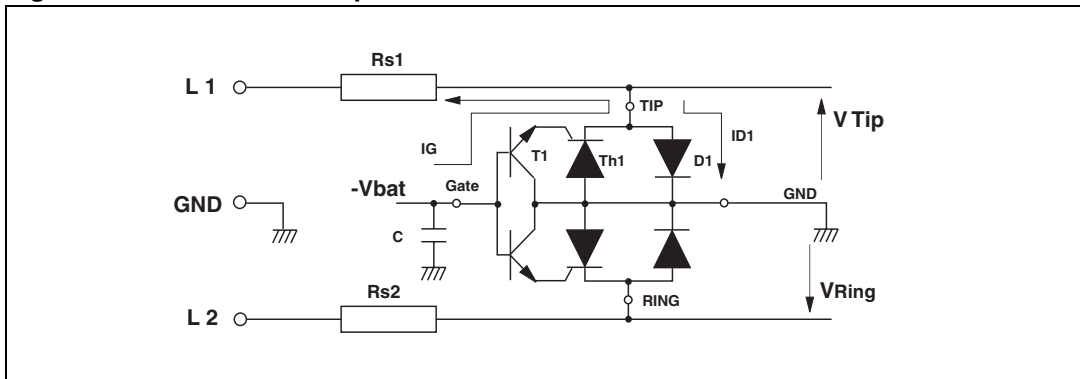 Rs1
L 1
TIP
V Tip
IG
T1
Th1
D1
ID1
-Vbat
Gate
GND
GND
C
Rs2
RING
VRing
L 2